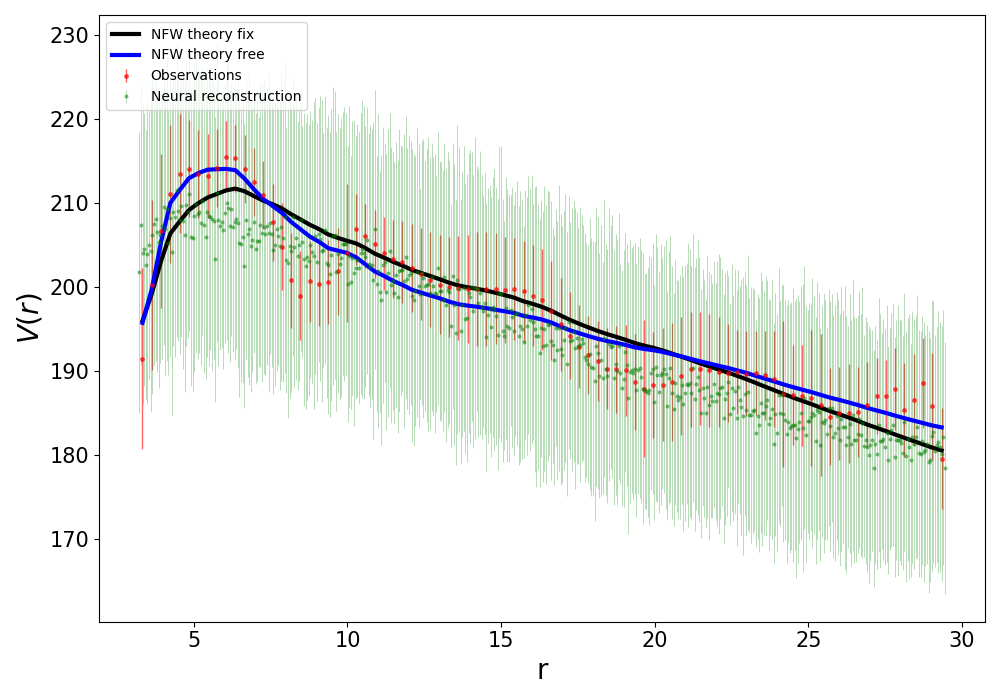 NFW theory fix
NFW theory free
Observations
Neural reconstruction
230
220
210
200
190
180
170
V(r)
5 10 15 20 25 30
r